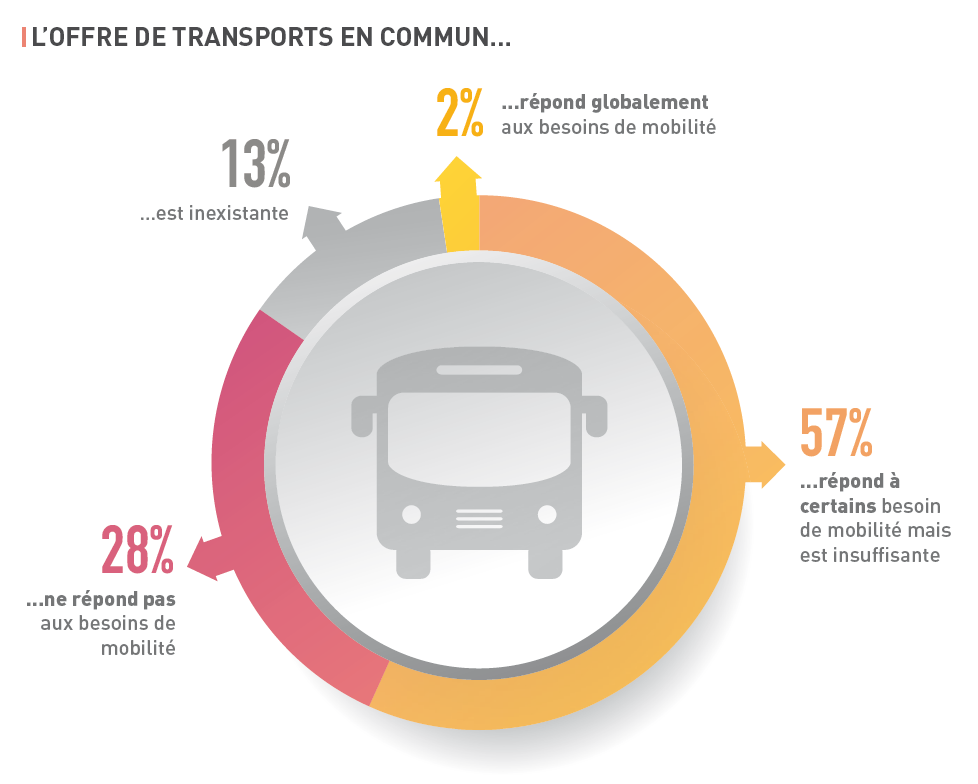 L'OFFRE DE TRANSPORTS EN COMMUN...
2%
...répond globalement
aux besoins de mobilité
13%
...est inexistante
57%
...répond à
certains besoin
de mobilité mais
est insuffisante
28%
...ne répond pas
aux besoins de
mobilité